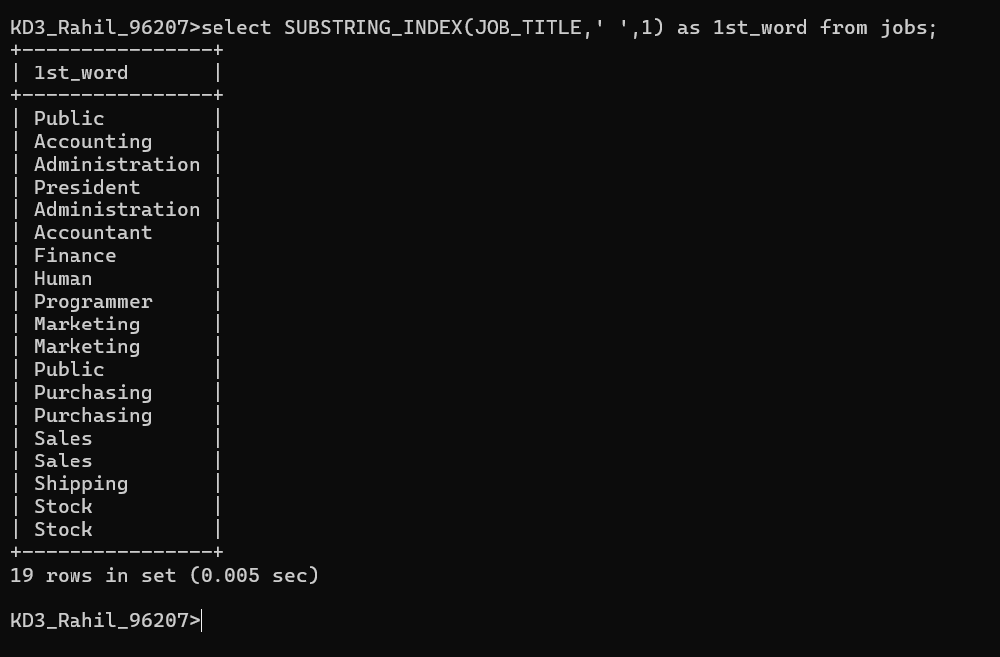 KD3_Rahil_96207>select SUBSTRING_INDEX(JOB_TITLE,' ',1) as 1st_word from jobs;
+----------------+
| 1st_word       |
+----------------+
| Public         |
| Accounting     |
| Administration |
| President      |
| Administration |
| Accountant     |
| Finance        |
| Human          |
| Programmer     |
| Marketing      |
| Marketing      |
| Public         |
| Purchasing     |
| Purchasing     |
| Sales          |
| Sales          |
| Shipping       |
| Stock          |
| Stock          |
+----------------+
19 rows in set (0.005 sec)
KD3_Rahil_96207>